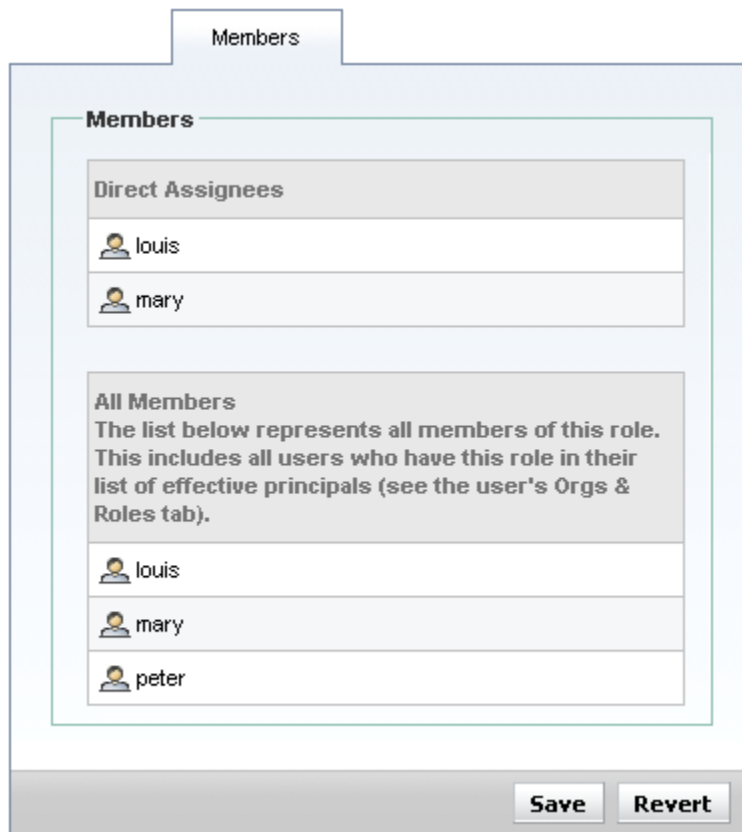 Members
Members
Direct Assignees
louis
mary
All Members
The list below represents all members of this role.
This includes all users who have this role in their
list of effective principals (see the user's Orgs &
Roles tab).
louis
mary
peter
Save Revert